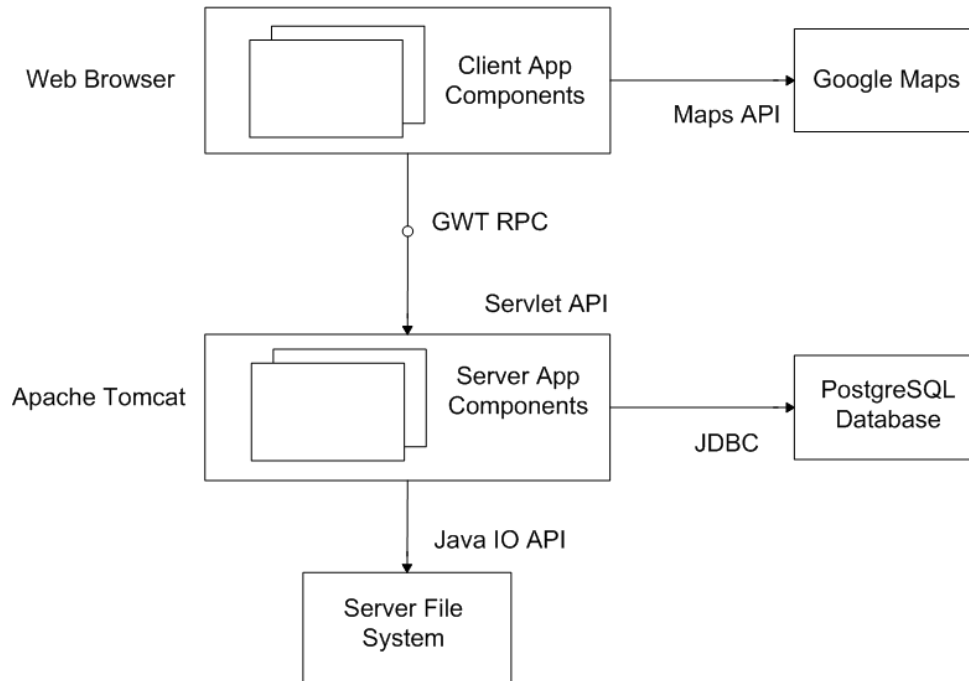 Web Browser
Client App
Components
Maps API
Google Maps
GWT RPC
Servlet API
Apache Tomcat
Server App
Components
JDBC
PostgreSQL
Database
Java IO API
Server File
System